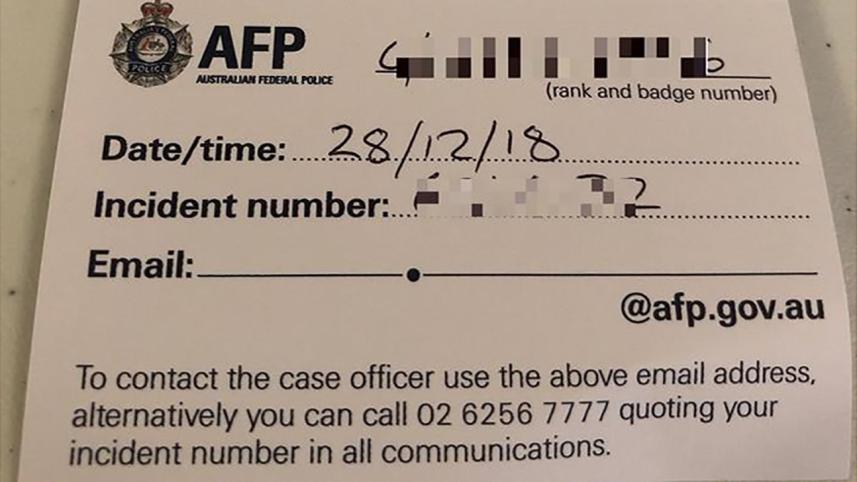 AFP
AUSTRALIAN FEDERAL POLICE
POLICE
(rank and badge number)
Date/time: 28/12/18
Incident number:
Email:
@afp.gov.au
To contact the case officer use the above email address,
alternatively you can call 02 6256 7777 quoting your
incident number in all communications.